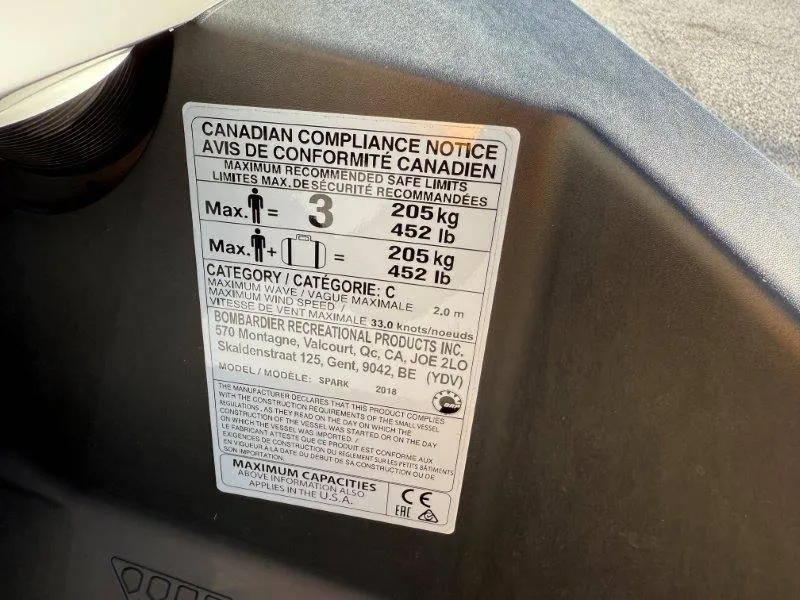 CANADIAN COMPLIANCE NOTICE
AVIS DE CONFORMITÉ CANADIEN
MAXIMUM RECOMMENDED SAFE LIMITS
LIMITES MAX. DE SÉCURITÉ RECOMMANDÉES
Max. = 3 205 kg
452 lb
Max. + = 205 kg
452 lb
CATEGORY / CATÉGORIE: C
MAXIMUM WAVE / VAGUE MAXIMALE 2,0 m
MAXIMUM WIND SPEED /
VITESSE DE VENT MAXIMALE 33.0 knots/noeuds
BOMBARDIER RECREATIONAL PRODUCTS INC.
570 Montagne, Valcourt, Qc, CA, JOE 2LO
Skaldenstraat 125, Gent, 9042, BE (YDV)
MODEL / MODÈLE: SPARK 2018
BRP
THE MANUFACTURER DECLARES THAT THIS PRODUCT COMPLIES
WITH THE CONSTRUCTION REQUIREMENTS OF THE SMALL VESSEL
REGULATIONS, AS THEY READ ON THE DAY ON WHICH THE
CONSTRUCTION OF THE VESSEL WAS STARTED OR ON THE DAY
ON WHICH THE VESSEL WAS IMPORTED. /
LE FABRICANT ATTESTE QUE CE PRODUIT EST CONFORME AUX
EXIGENCES DE CONSTRUCTION DU RÈGLEMENT SUR LES PETITS BÂTIMENTS
EN VIGUEUR À LA DATE DU DÉBUT DE SA CONSTRUCTION OU DE
SON IMPORTATION.
MAXIMUM CAPACITIES
ABOVE INFORMATION ALSO
APPLIES IN THE U.S.A.
CE
EAC